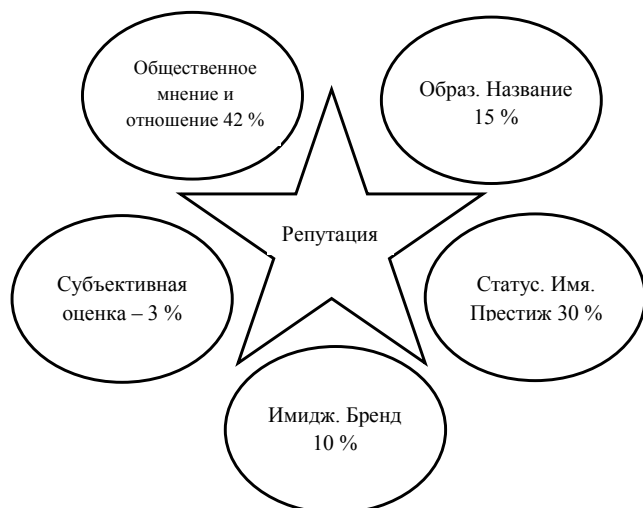 Общественное
мнение и
отношение 42 %
Образ. Название
15 %
Репутация
Субъективная
оценка – 3 %
Статус. Имя.
Престиж 30 %
Имидж. Бренд
10 %